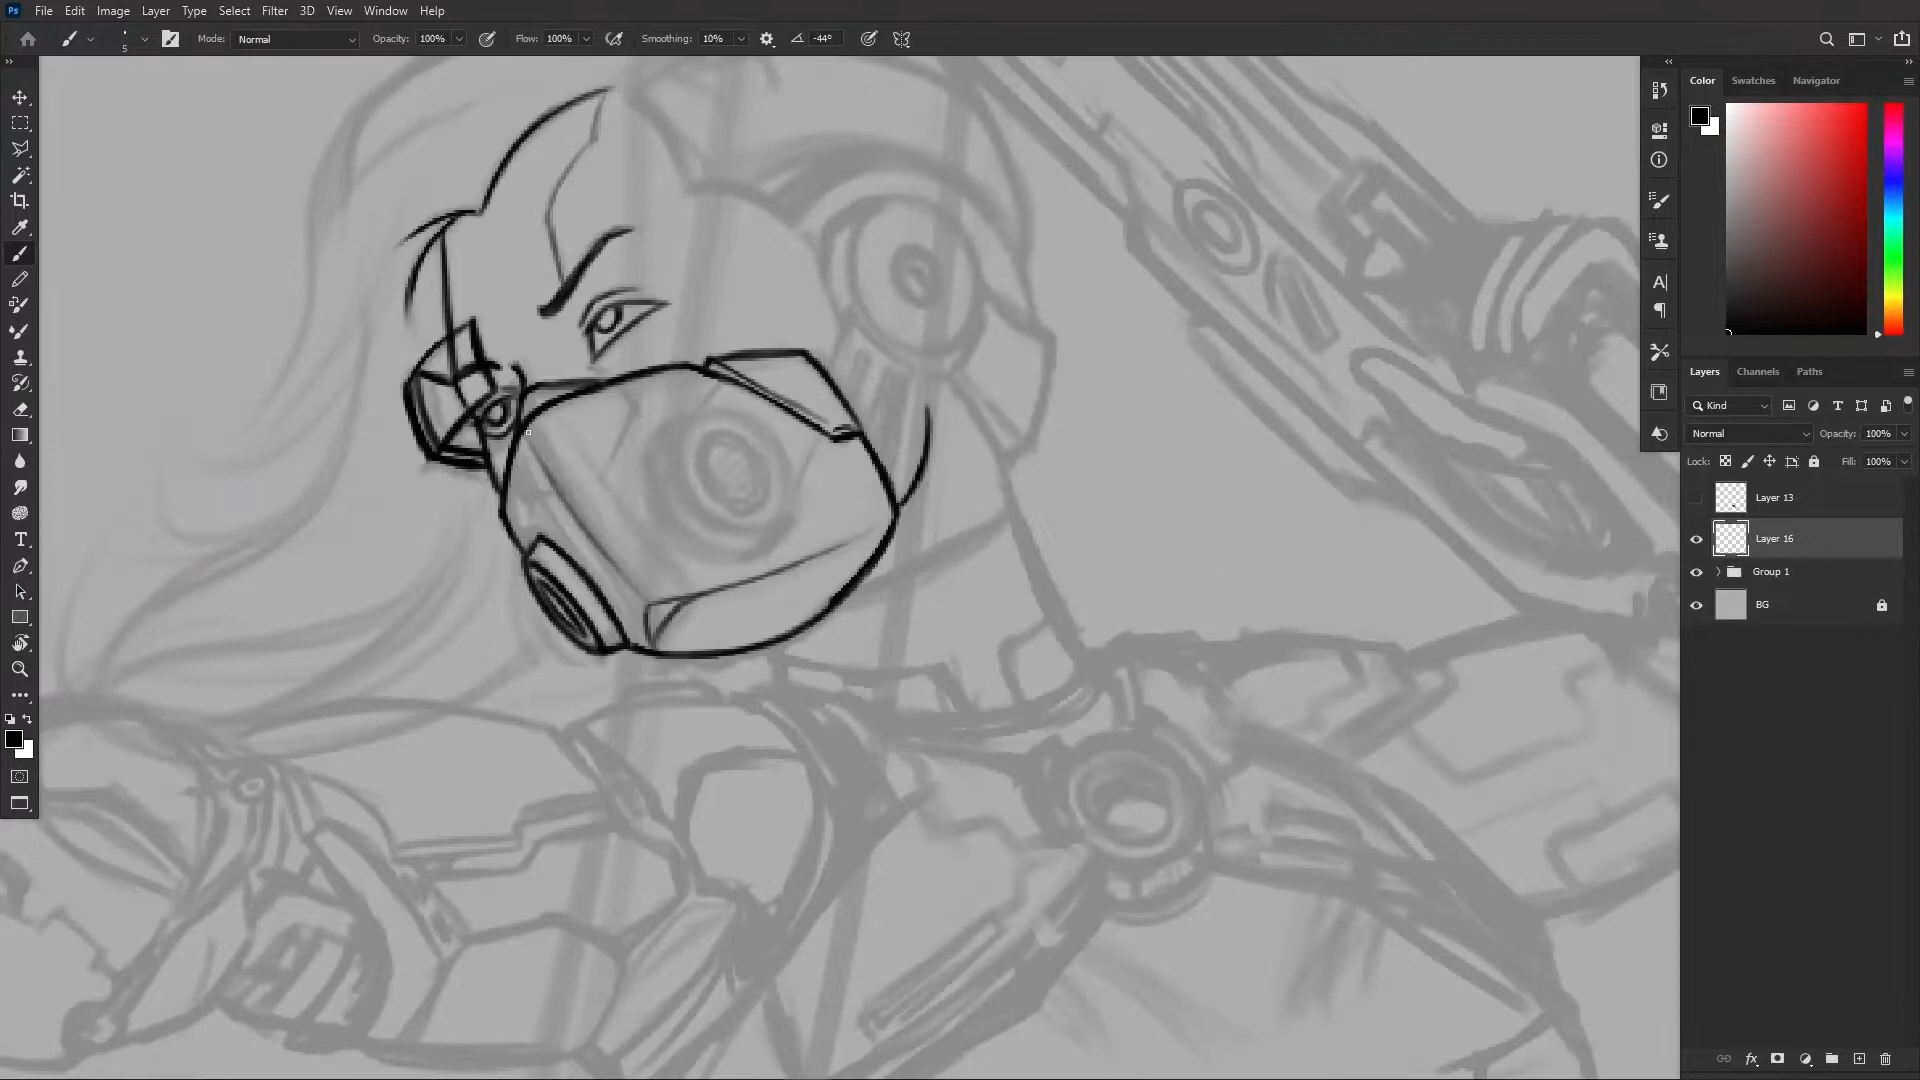 Ps File Edit Image Layer Type Select Filter 3D View Window Help
5 Mode: Normal Opacity: 100% Flow: 100% Smoothing: 10% -44°
Color Swatches Navigator
Layers Channels Paths
Kind
Normal Opacity: 100%
Lock: Fill: 100%
Layer 13
Layer 16
Group 1
BG
fx